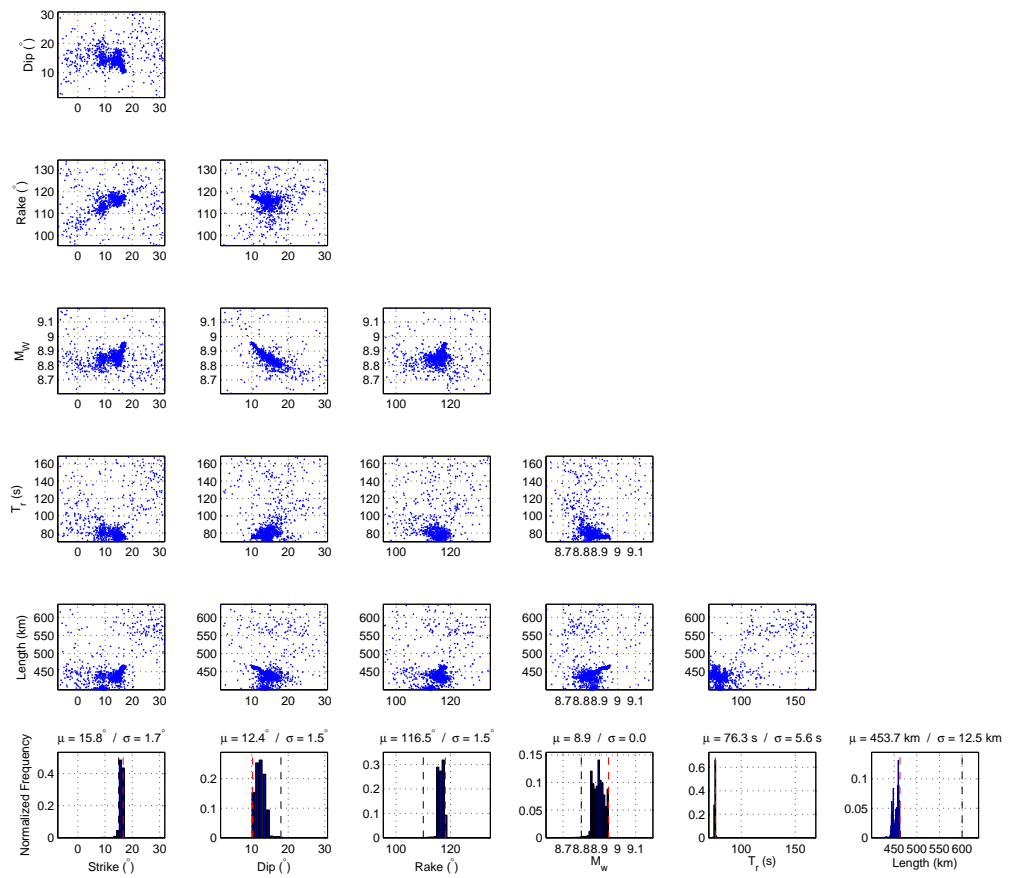 30
20
10
Dip (°)
0 10 20 30
130
120
110
100
Rake (°)
0 10 20 30
10 20 30
9.1
9
8.9
8.8
8.7
M_W
0 10 20 30
10 20 30
100 120
160
140
120
100
80
T_r (s)
0 10 20 30
10 20 30
100 120
8.7 8.8 8.9 9 9.1
600
550
500
450
Length (km)
0 10 20 30
10 20 30
100 120
8.7 8.8 8.9 9 9.1
100 150
μ = 15.8° / σ = 1.7°
μ = 12.4° / σ = 1.5°
μ = 116.5° / σ = 1.5°
μ = 8.9 / σ = 0.0
μ = 76.3 s / σ = 5.6 s
μ = 453.7 km / σ = 12.5 km
Normalized Frequency
0.4
0.2
0
0 10 20 30
Strike (°)
0.2
0.1
0
10 20 30
Dip (°)
0.3
0.2
0.1
0
100 120
Rake (°)
0.15
0.1
0.05
0
8.7 8.8 8.9 9 9.1
M_w
0.6
0.4
0.2
0
100 150
T_r (s)
0.1
0.05
0
450 500 550 600
Length (km)